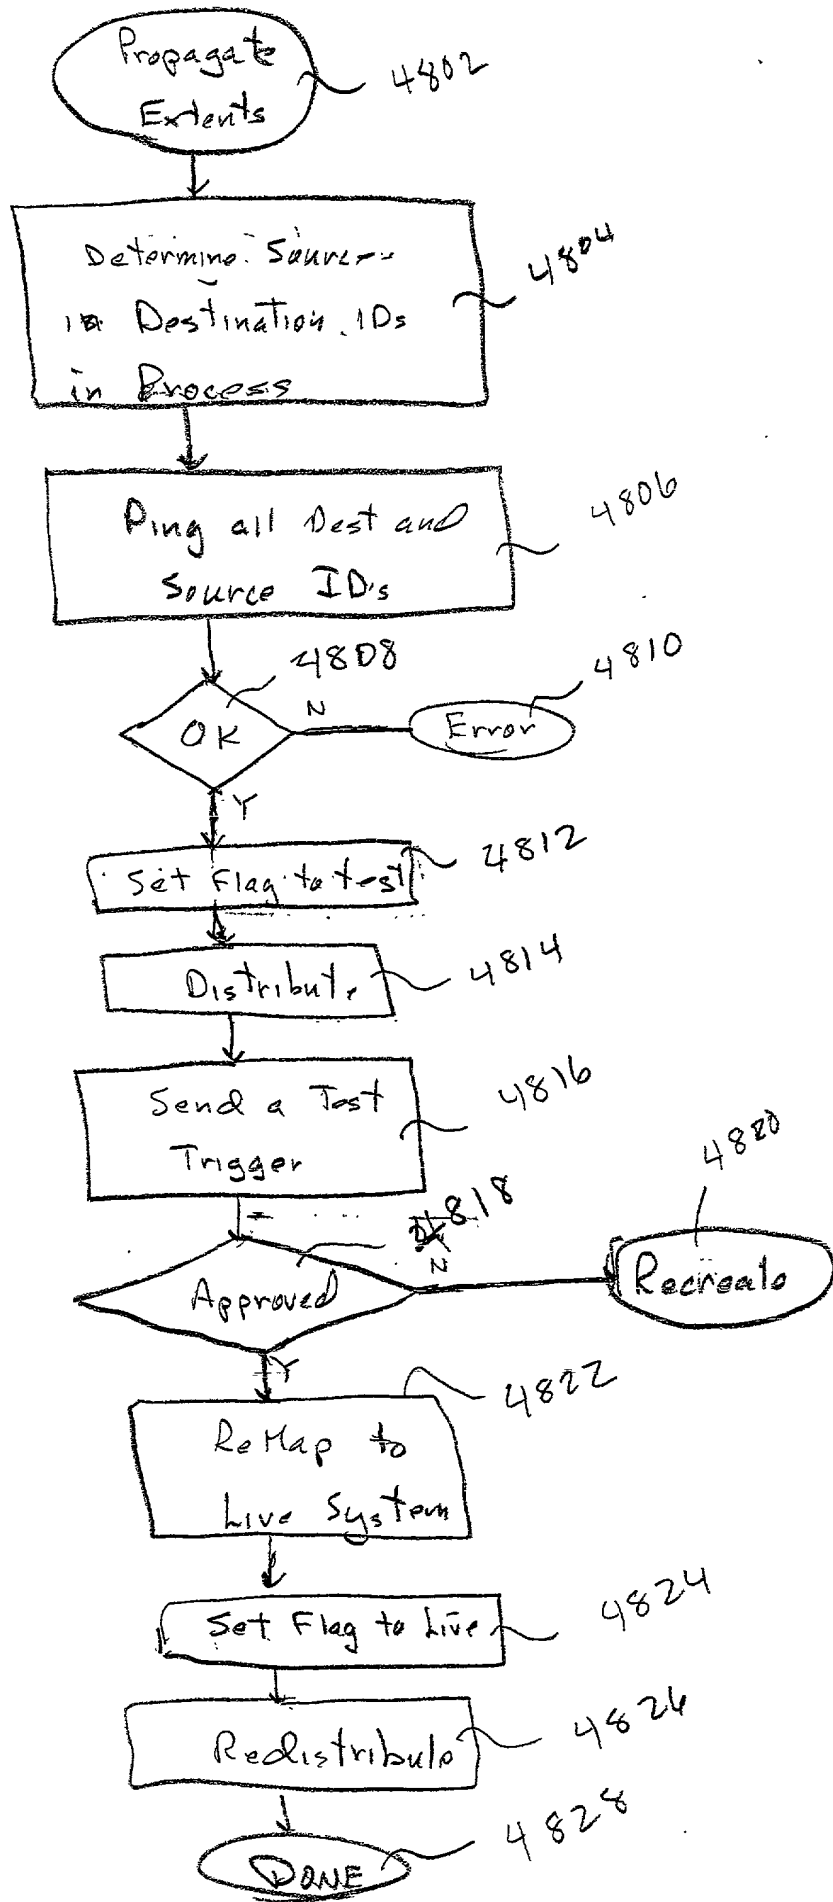 Propagate
Extents
4802
Determine Source
Destination IDs
in Process
4804
Ping all Dest and
Source ID's
4806
4808
OK
N
Error
4810
Y
Set Flag to test
4812
Distribute
4814
Send a Test
Trigger
4816
4818
Approved
N
Recreate
4820
Y
ReMap to
Live System
4822
Set Flag to Live
4824
Redistribute
4826
DONE
4828